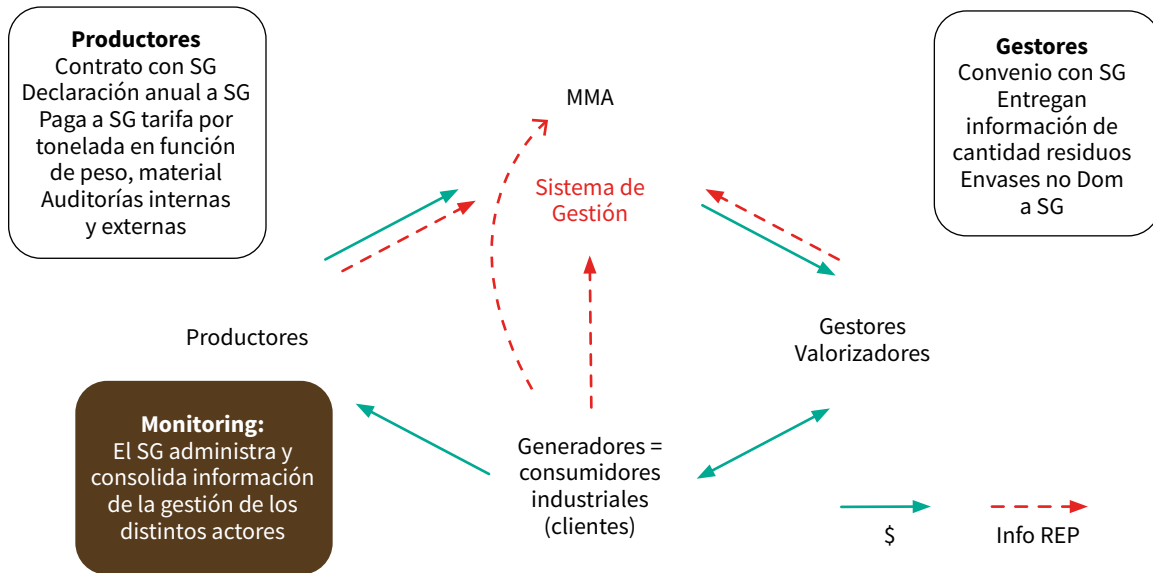 Productores
Contrato con SG
Declaración anual a SG
Paga a SG tarifa por
tonelada en función
de peso, material
Auditorías internas
y externas
MMA
Sistema de
Gestión
Gestores
Convenio con SG
Entregan
información de
cantidad residuos
Envases no Dom
a SG
Productores
Gestores
Valorizadores
Monitoring:
El SG administra y
consolida información
de la gestión de los
distintos actores
Generadores =
consumidores
industriales
(clientes)
$
Info REP